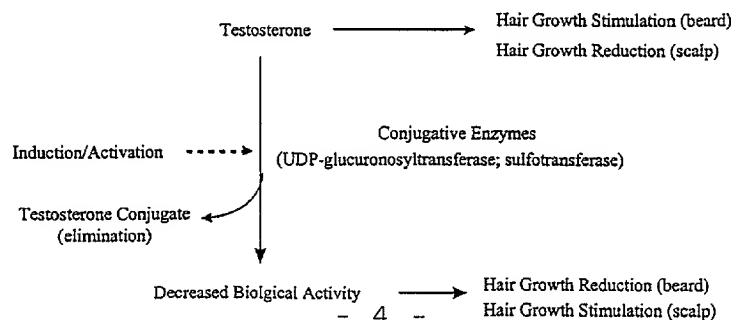 Testosterone
Hair Growth Stimulation (beard)
Hair Growth Reduction (scalp)
Induction/Activation
Conjugative Enzymes
(UDP-glucuronosyltransferase; sulfotransferase)
Testosterone Conjugate
(elimination)
Decreased Biolgical Activity
Hair Growth Reduction (beard)
Hair Growth Stimulation (scalp)
- 4 -